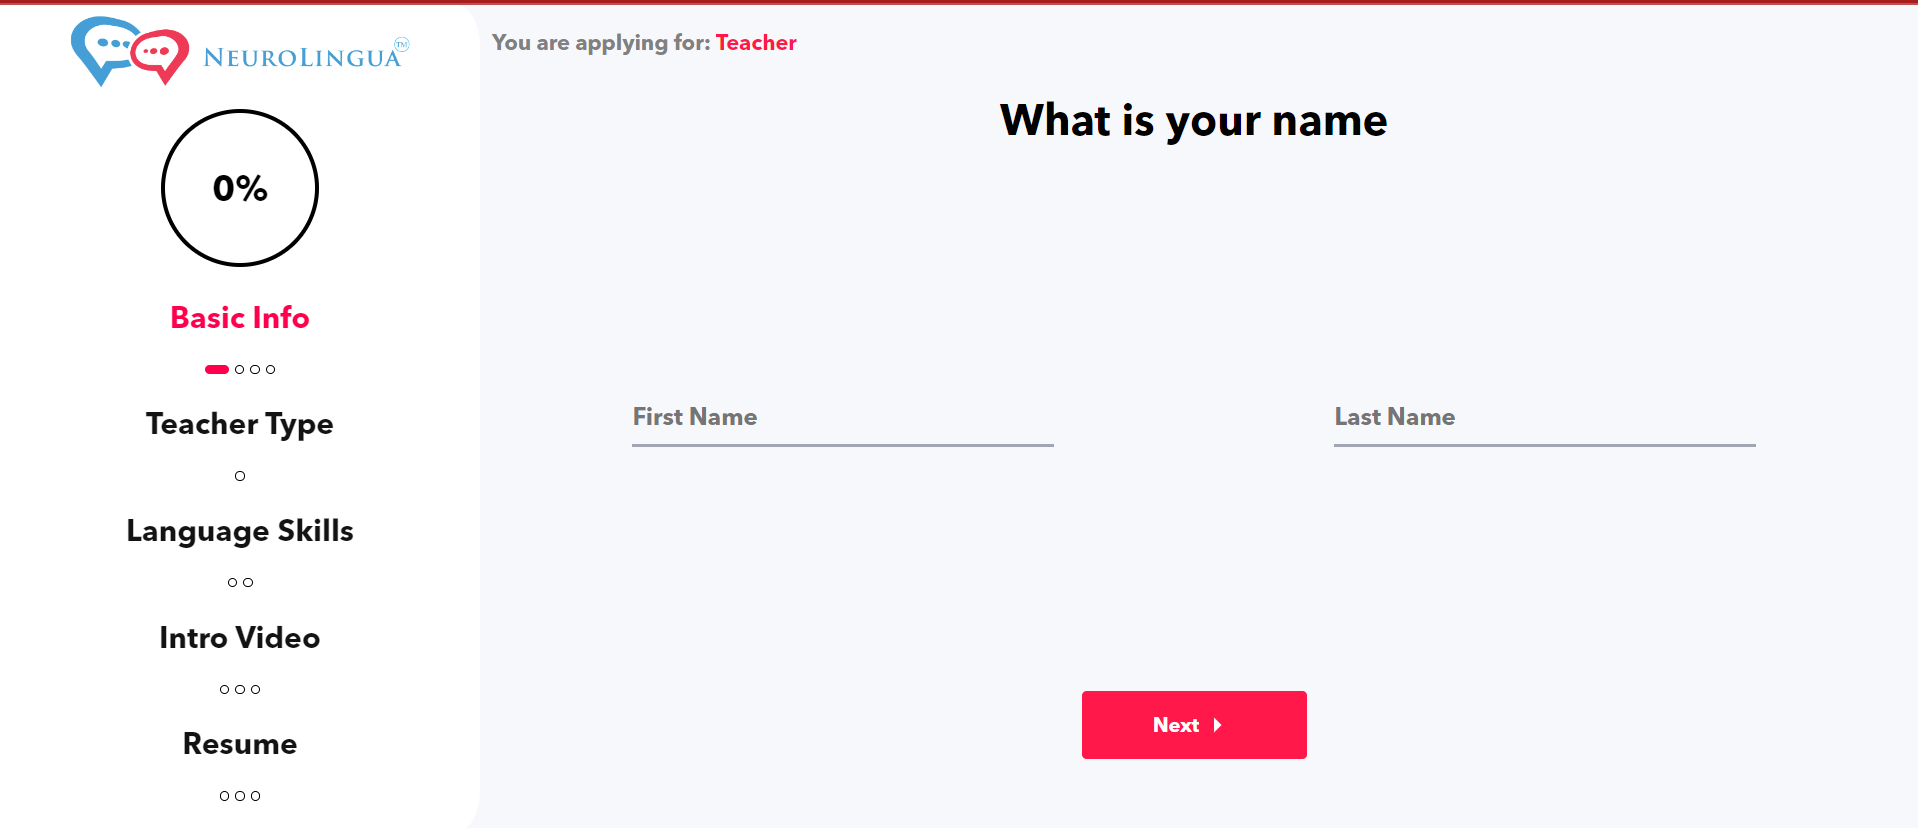 NEUROLINGUA™
0%
Basic Info
Teacher Type
Language Skills
Intro Video
Resume
You are applying for: Teacher
What is your name
First Name
Last Name
Next